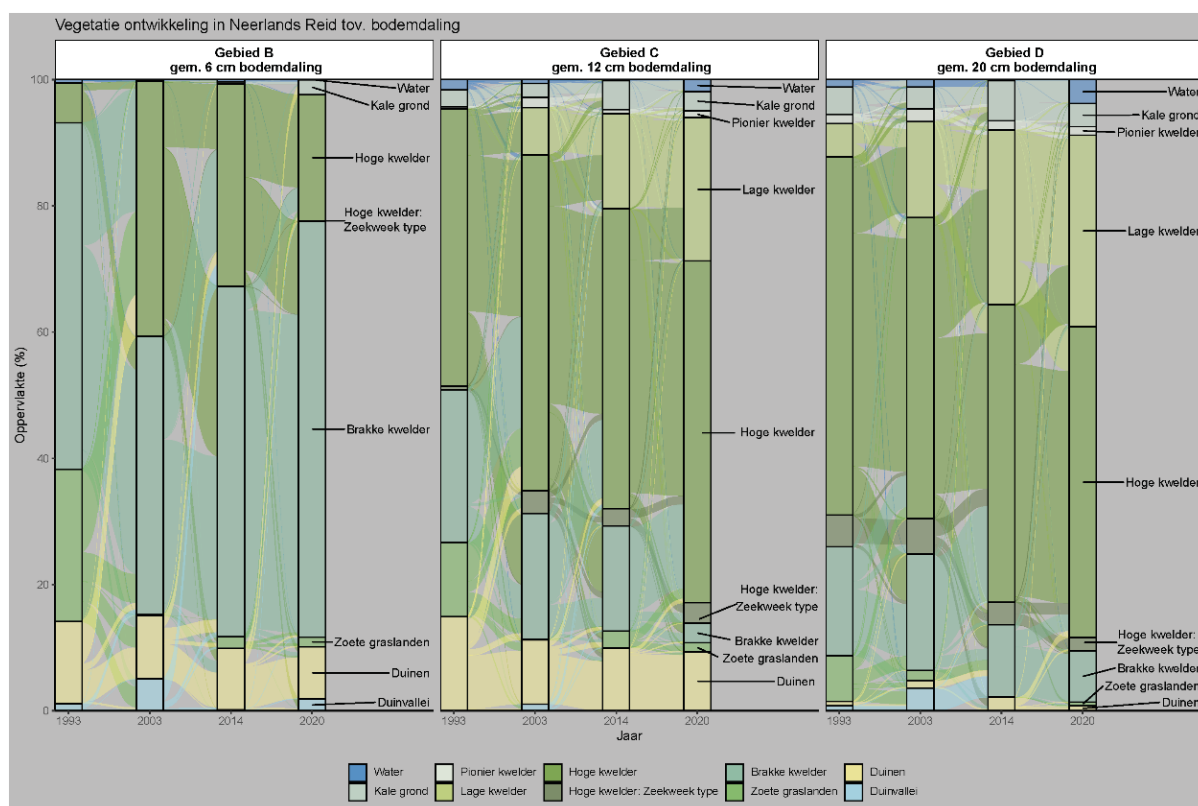 Vegetatie ontwikkeling in Neerlands Reid tov. bodemdaling
Gebied B
gem. 6 cm bodemdaling
Gebied C
gem. 12 cm bodemdaling
Gebied D
gem. 20 cm bodemdaling
Oppervlakte (%)
100
80
60
40
20
0
Water
Kale grond
Hoge kwelder
Hoge kwelder:
Zeekweek type
Brakke kwelder
Zoete graslanden
Duinen
Duinvallei
1993
2003
2014
2020
Water
Kale grond
Pionier kwelder
Lage kwelder
Hoge kwelder
Hoge kwelder:
Zeekweek type
Brakke kwelder
Zoete graslanden
Duinen
1993
2003
2014
2020
Water
Kale grond
Pionier kwelder
Lage kwelder
Hoge kwelder
Hoge kwelder:
Zeekweek type
Brakke kwelder
Zoete graslanden
Duinen
1993
2003
2014
2020
Jaar
Water
Pionier kwelder
Hoge kwelder
Brakke kwelder
Duinen
Kale grond
Lage kwelder
Hoge kwelder: Zeekweek type
Zoete graslanden
Duinvallei